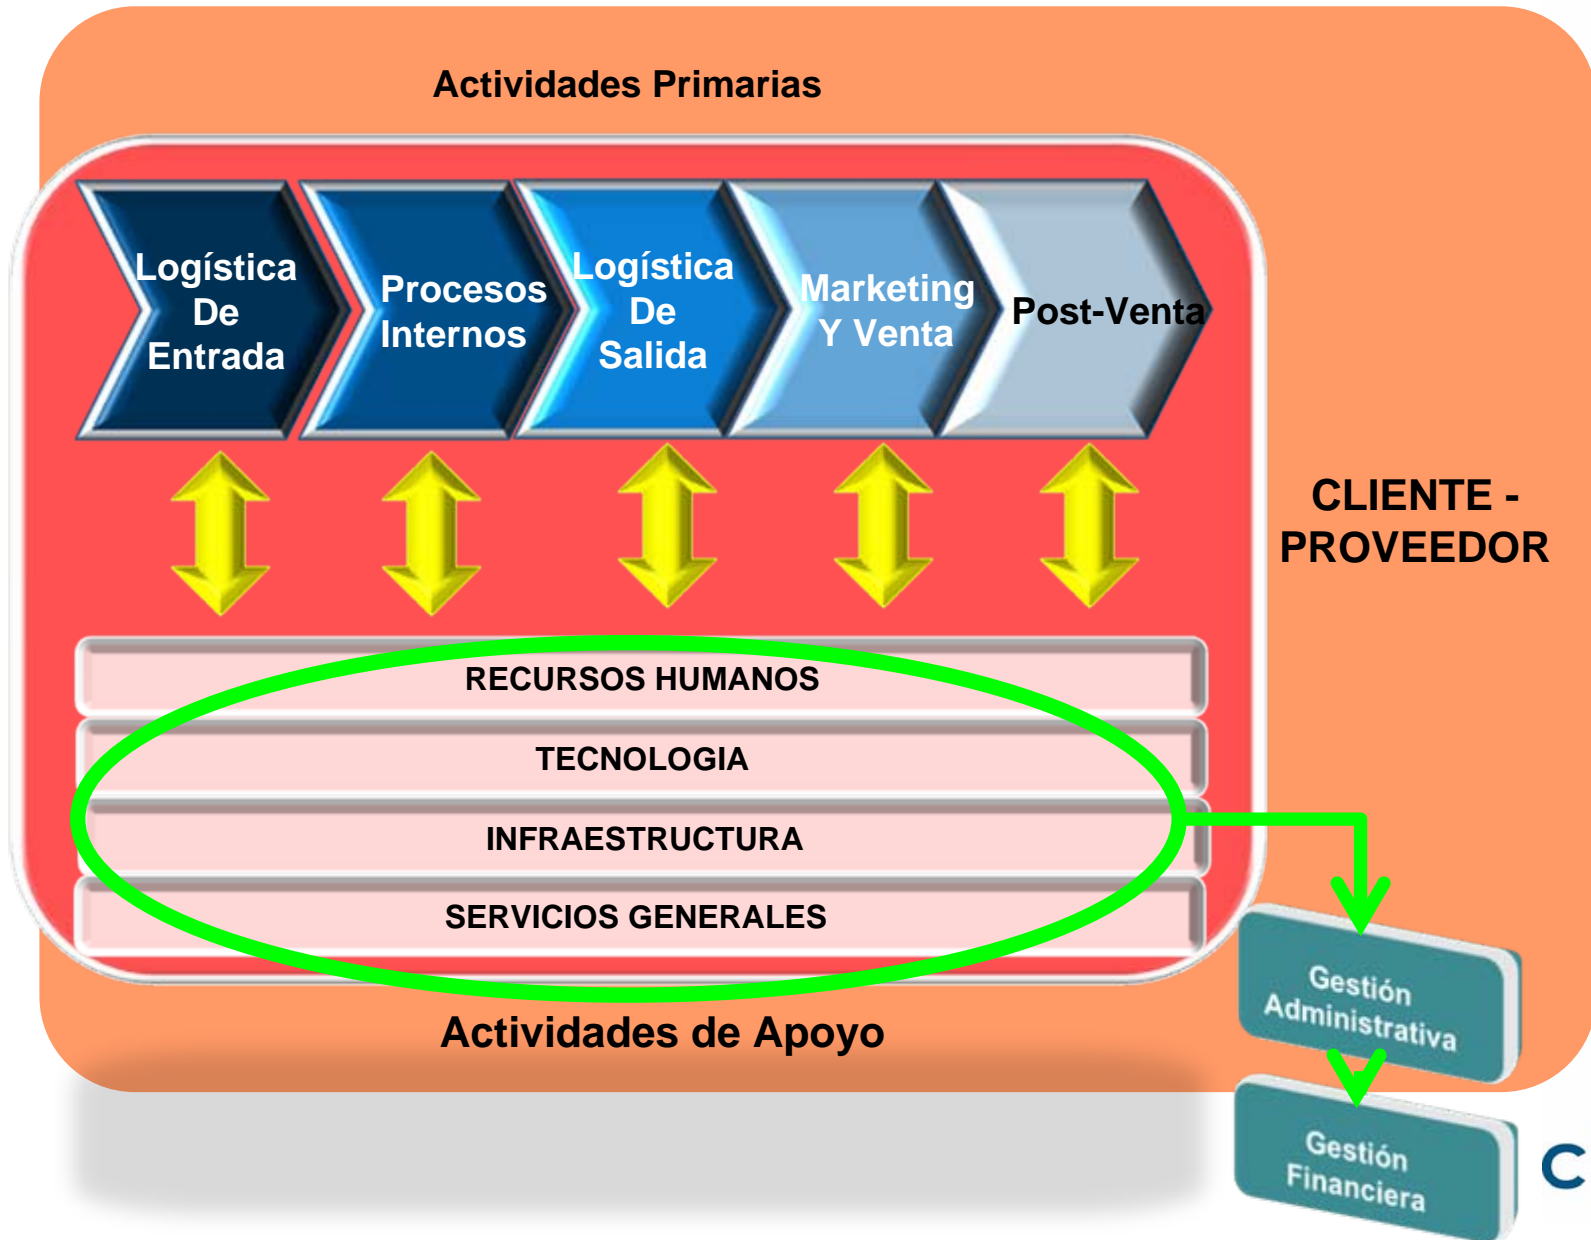 Actividades Primarias
Logística
De
Entrada
Procesos
Internos
Logística
De
Salida
Marketing
Y Venta
Post-Venta
CLIENTE -
PROVEEDOR
RECURSOS HUMANOS
TECNOLOGIA
INFRAESTRUCTURA
SERVICIOS GENERALES
Actividades de Apoyo
Gestión
Administrativa
Gestión
Financiera
C